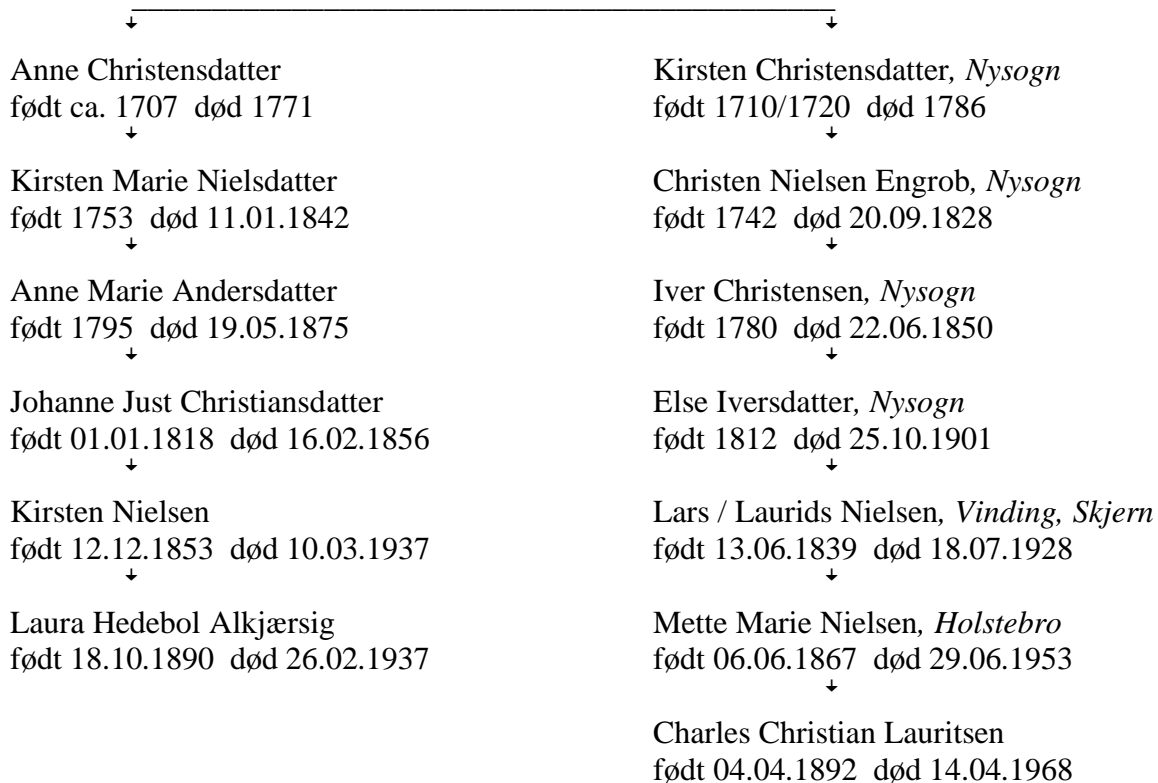 Anne Christensdatter
født ca. 1707 død 1771
Kirsten Marie Nielsdatter
født 1753 død 11.01.1842
Anne Marie Andersdatter
født 1795 død 19.05.1875
Johanne Just Christiansdatter
født 01.01.1818 død 16.02.1856
Kirsten Nielsen
født 12.12.1853 død 10.03.1937
Laura Hedebol Alkjærsig
født 18.10.1890 død 26.02.1937
Kirsten Christensdatter, Nysogn
født 1710/1720 død 1786
Christen Nielsen Engrob, Nysogn
født 1742 død 20.09.1828
Iver Christensen, Nysogn
født 1780 død 22.06.1850
Else Iversdatter, Nysogn
født 1812 død 25.10.1901
Lars / Laurids Nielsen, Vinding, Skjern
født 13.06.1839 død 18.07.1928
Mette Marie Nielsen, Holstebro
født 06.06.1867 død 29.06.1953
Charles Christian Lauritsen
født 04.04.1892 død 14.04.1968